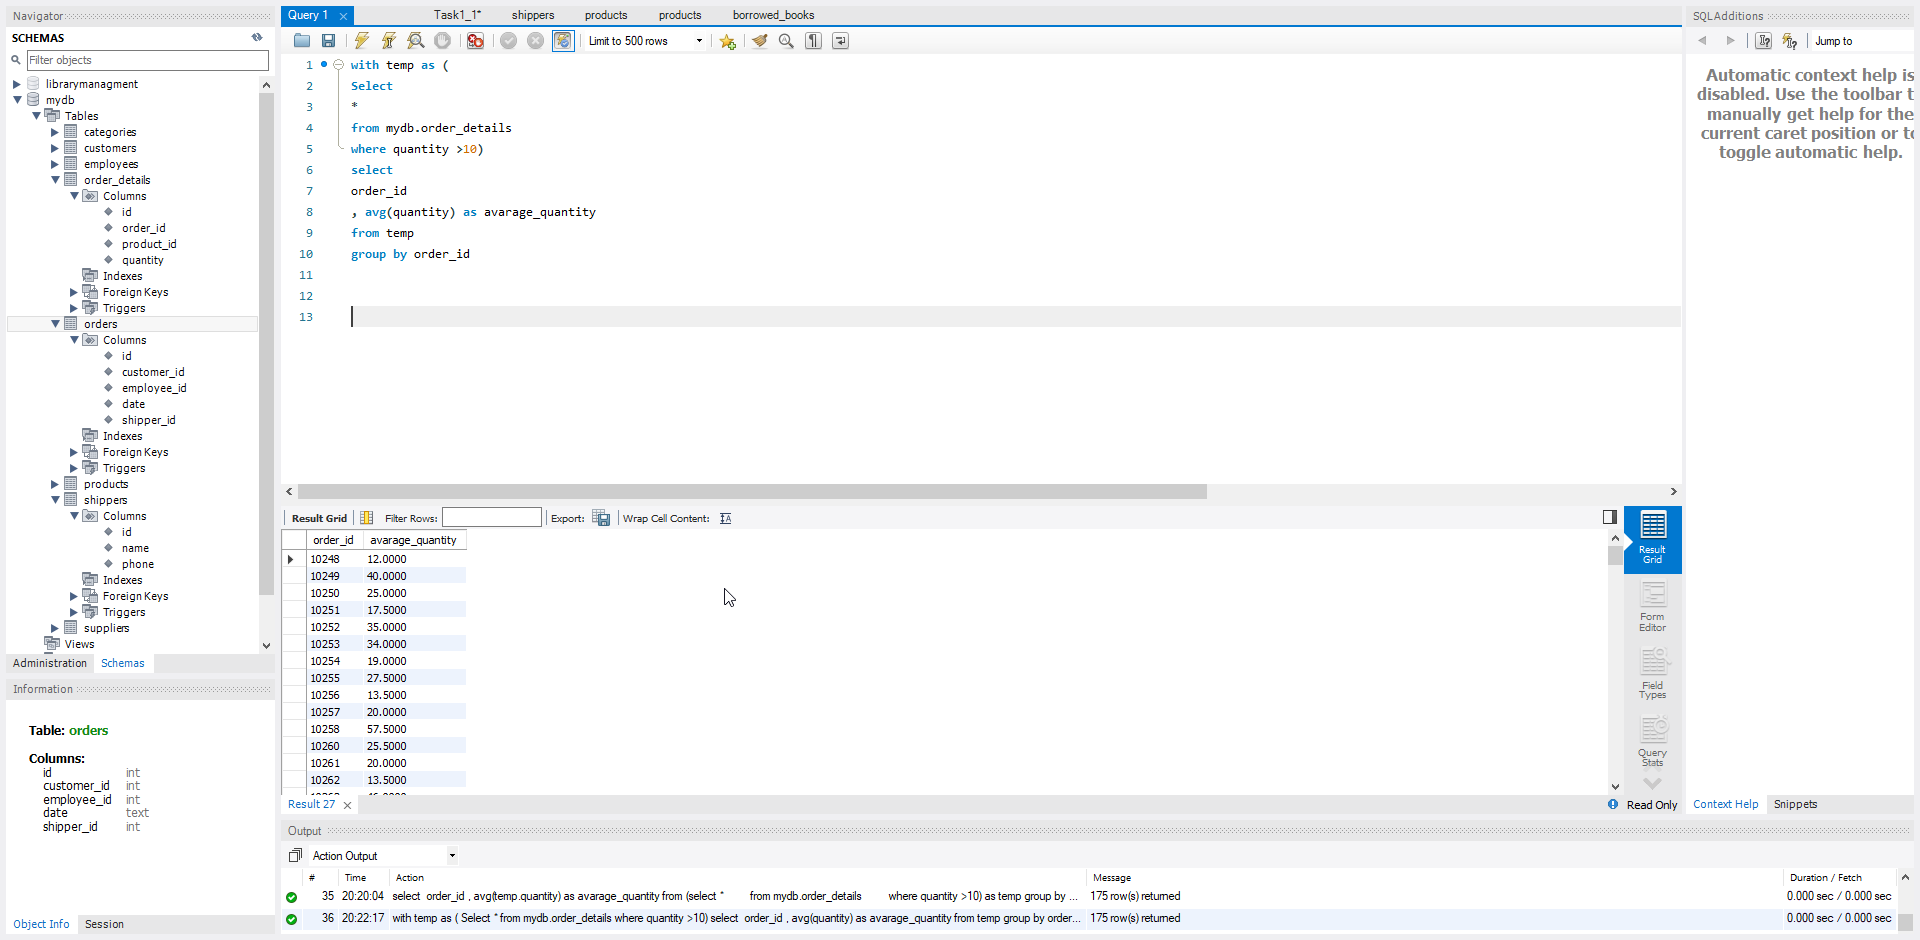 Navigator
SCHEMAS
Filter objects
librarymanagment
mydb
Tables
categories
customers
employees
order_details
Columns
id
order_id
product_id
quantity
Indexes
Foreign Keys
Triggers
orders
Columns
id
customer_id
employee_id
date
shipper_id
Indexes
Foreign Keys
Triggers
products
shippers
Columns
id
name
phone
Indexes
Foreign Keys
Triggers
suppliers
Views
Administration Schemas
Information
Table: orders
Columns:
id int
customer_id int
employee_id int
date text
shipper_id int
Object Info Session
Query 1 Task1_1* shippers products products borrowed_books
Limit to 500 rows
1 with temp as (
2 Select
3 *
4 from mydb.order_details
5 where quantity >10)
6 select
7 order_id
8 , avg(quantity) as avarage_quantity
9 from temp
10 group by order_id
11
12
13
Result Grid Filter Rows: Export: Wrap Cell Content:
order_id avarage_quantity
10248 12.0000
10249 40.0000
10250 25.0000
10251 17.5000
10252 35.0000
10253 34.0000
10254 19.0000
10255 27.5000
10256 13.5000
10257 20.0000
10258 57.5000
10260 25.5000
10261 20.0000
10262 13.5000
Result Grid
Form Editor
Field Types
Query Stats
Result 27 Read Only
Output
Action Output
# Time Action Message Duration / Fetch
35 20:20:04 select order_id , avg(temp.quantity) as avarage_quantity from (select * from mydb.order_details where quantity >10) as temp group by ... 175 row(s) returned 0.000 sec / 0.000 sec
36 20:22:17 with temp as ( Select * from mydb.order_details where quantity >10) select order_id , avg(quantity) as avarage_quantity from temp group by order... 175 row(s) returned 0.000 sec / 0.000 sec
SQLAdditions
Jump to
Automatic context help is
disabled. Use the toolbar t
manually get help for the
current caret position or to
toggle automatic help.
Context Help Snippets